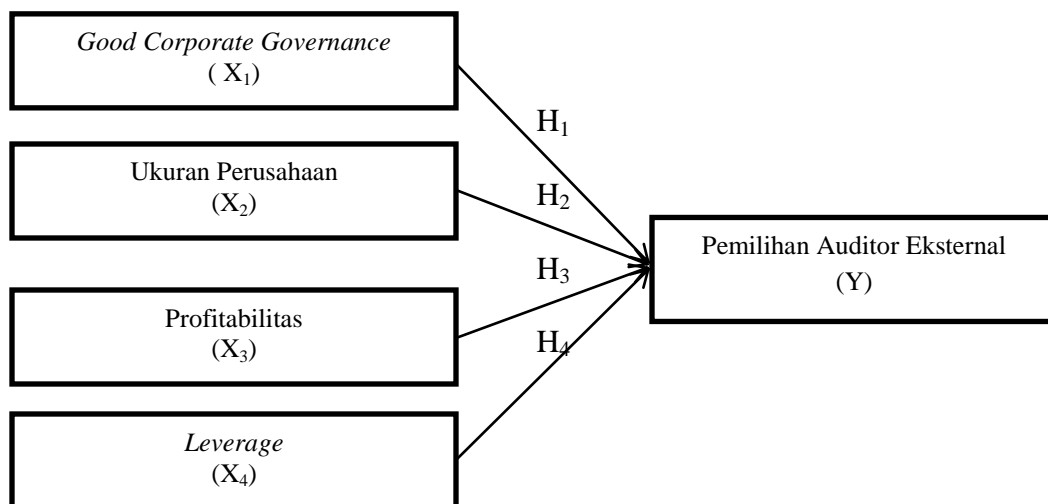 Good Corporate Governance
( X₁)
H₁
Ukuran Perusahaan
(X₂)
H₂
Pemilihan Auditor Eksternal
(Y)
H₃
Profitabilitas
(X₃)
H₄
Leverage
(X₄)